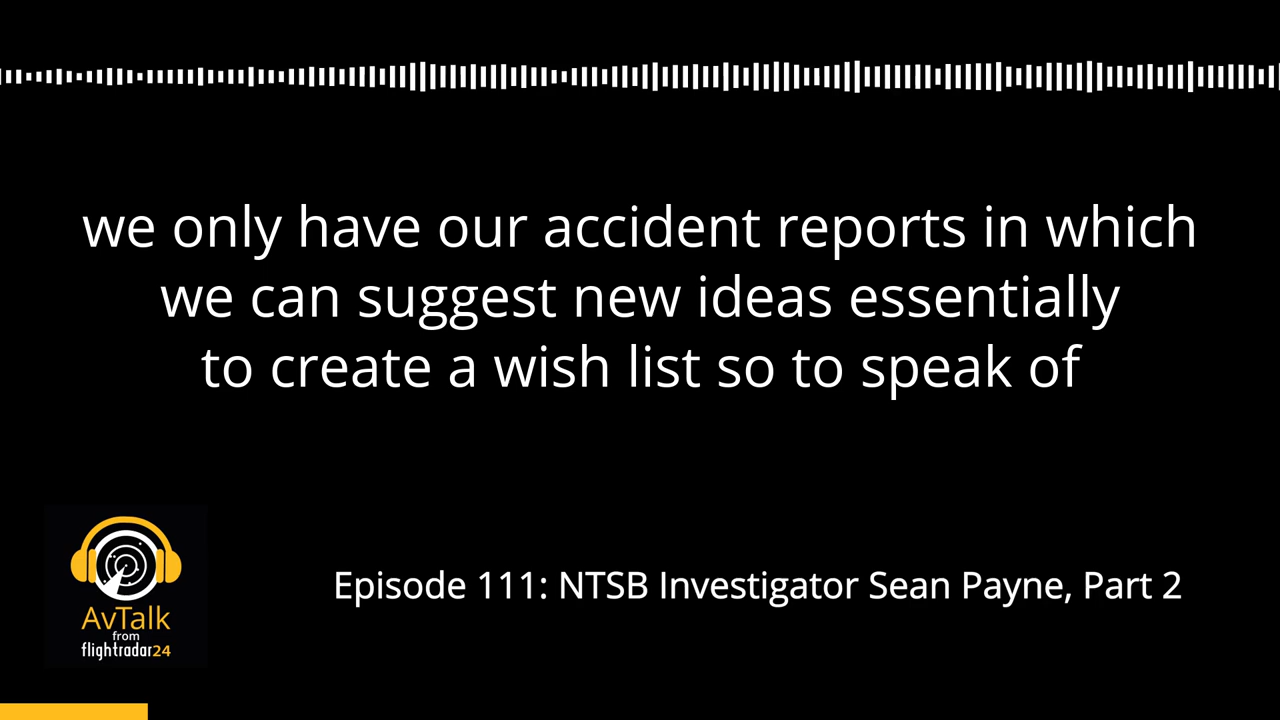 we only have our accident reports in which
we can suggest new ideas essentially
to create a wish list so to speak of
AvTalk
from
flightradar24
Episode 111: NTSB Investigator Sean Payne, Part 2